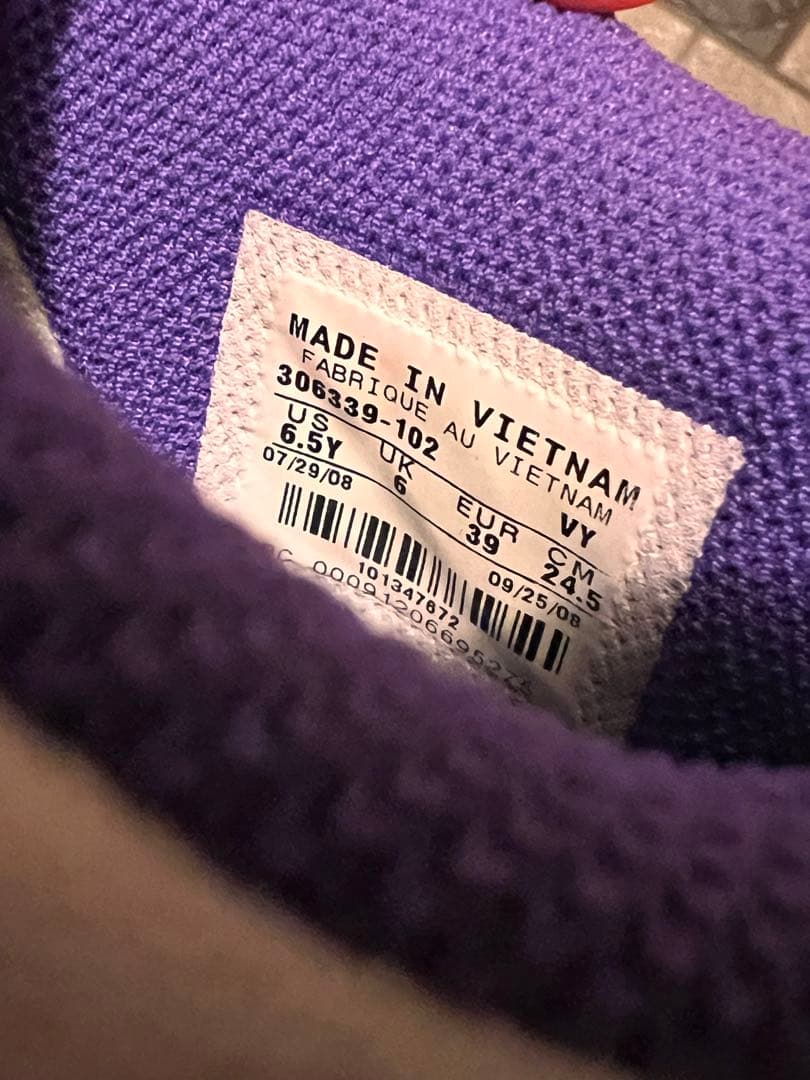 MADE IN VIETNAM
FABRIQUE AU VIETNAM
306339-102 VY
US UK EUR CM
6.5Y 6 39 24.5
07/29/08 09/25/08
101347672